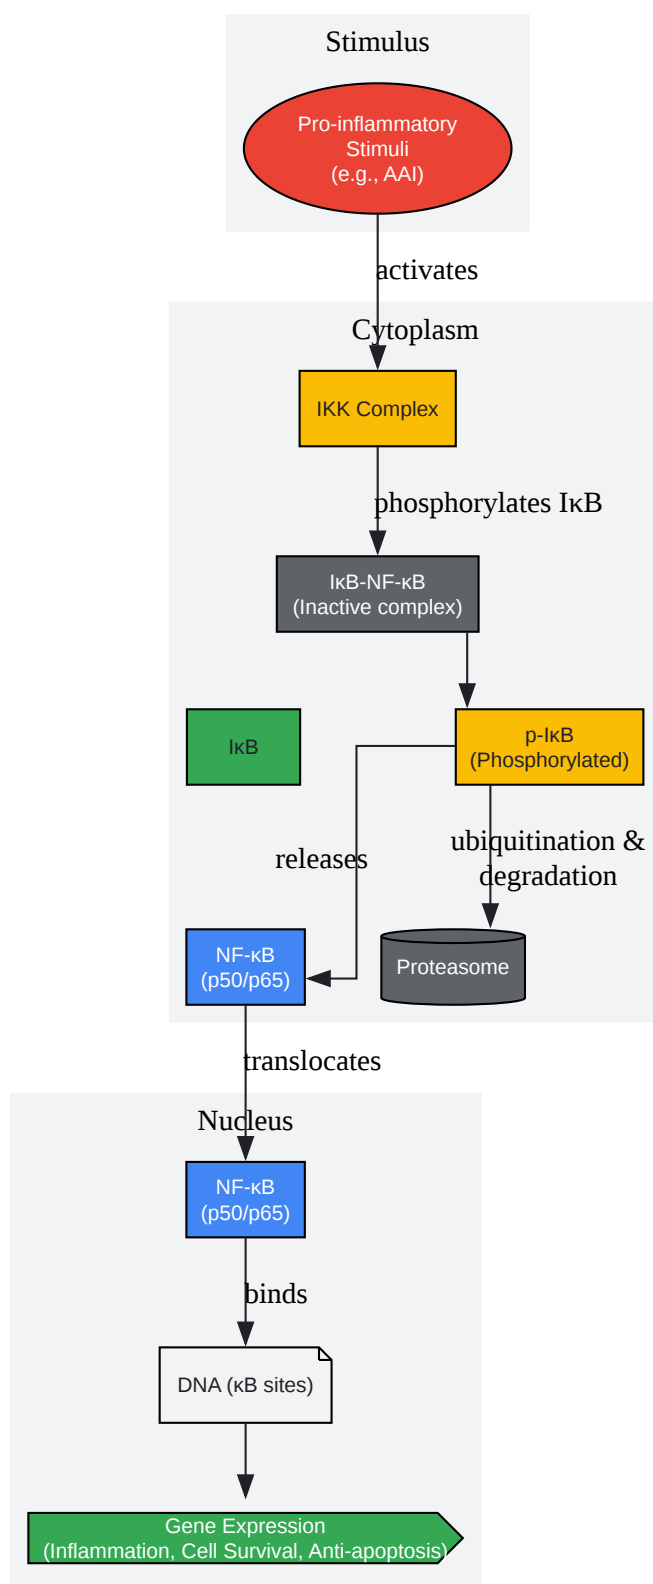 Stimulus
Pro-inflammatory
Stimuli
(e.g., AAI)
activates
Cytoplasm
IKK Complex
phosphorylates IκB
IκB-NF-κB
(Inactive complex)
IκB
p-IκB
(Phosphorylated)
releases
ubiquitination &
degradation
NF-κB
(p50/p65)
Proteasome
translocates
Nucleus
NF-κB
(p50/p65)
binds
DNA (κB sites)
Gene Expression
(Inflammation, Cell Survival, Anti-apoptosis)